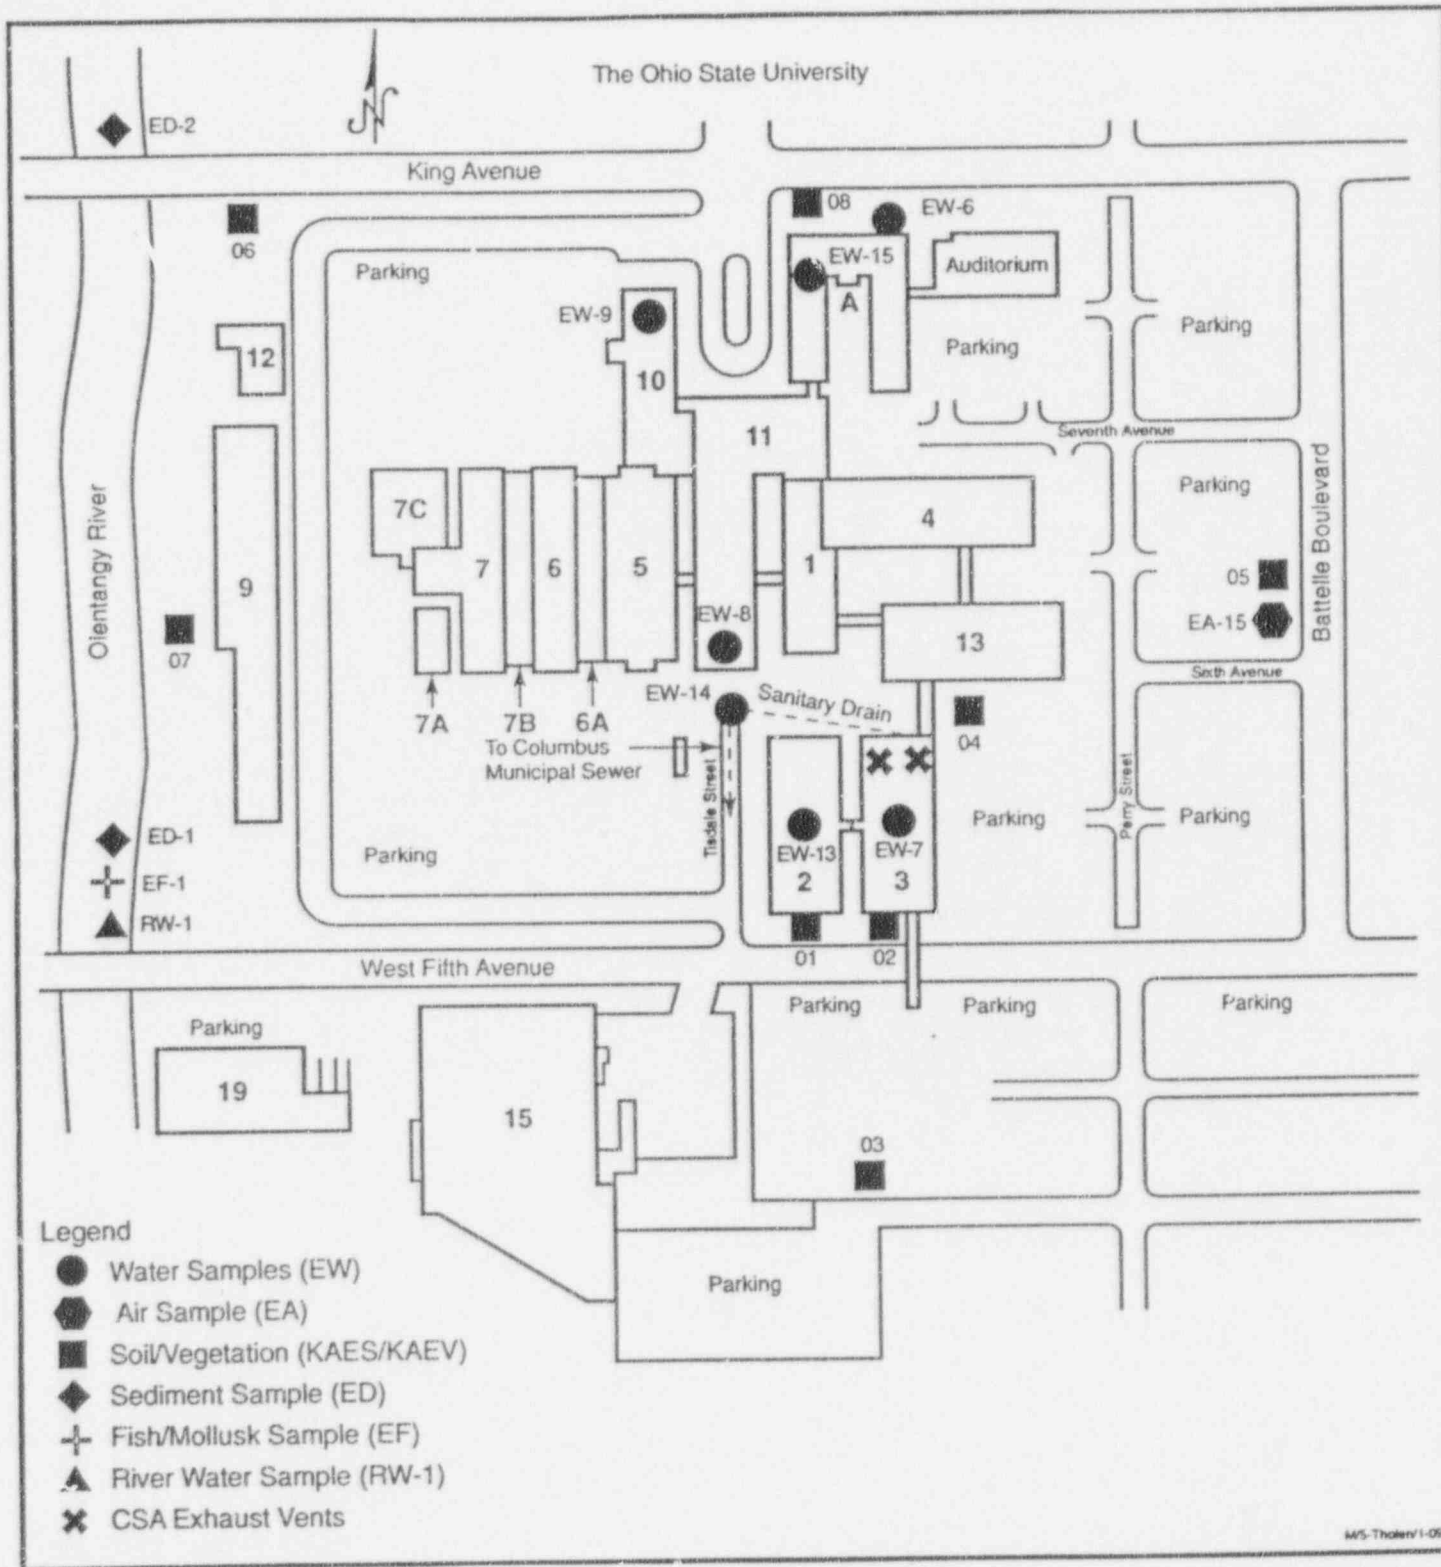 The Ohio State University
N
ED-2
King Avenue
08
EW-6
06
Parking
EW-15
Auditorium
A
EW-9
Parking
Parking
12
10
11
Seventh Avenue
Olentangy River
7C
Parking
4
Battelle Boulevard
9
7
6
5
1
05
EW-8
EA-15
07
13
Sixth Avenue
EW-14
Sanitary Drain
7A
7B
6A
04
To Columbus
Municipal Sewer
Tisdale Street
Perry Street
Parking
Parking
ED-1
Parking
EW-13
EW-7
EF-1
2
3
RW-1
01
02
West Fifth Avenue
Parking
Parking
Parking
Parking
19
15
03
Parking
Legend
Water Samples (EW)
Air Sample (EA)
Soil/Vegetation (KAES/KAEV)
Sediment Sample (ED)
Fish/Mollusk Sample (EF)
River Water Sample (RW-1)
CSA Exhaust Vents